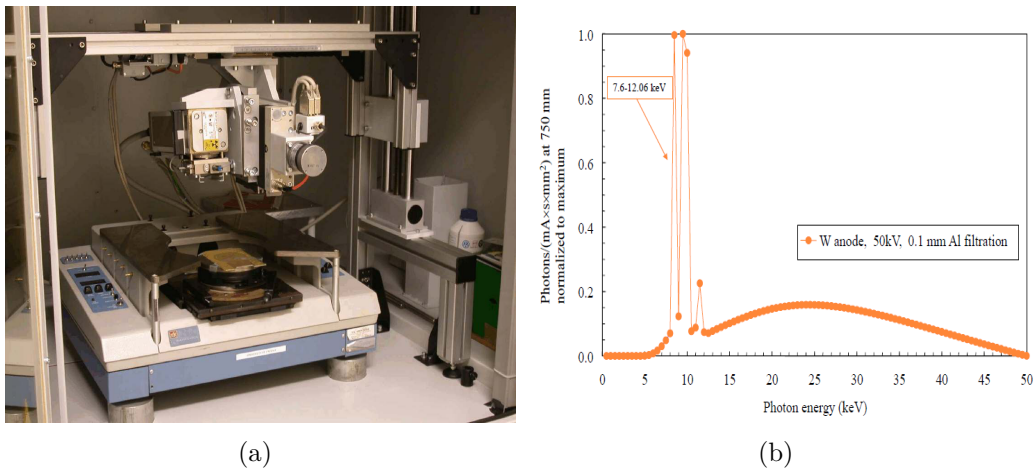 Photons/(mA×s×mm²) at 750 mm
normalized to maximum
1.0
0.8
0.6
0.4
0.2
0.0
7.6-12.06 keV
W anode, 50kV, 0.1 mm Al filtration
0 5 10 15 20 25 30 35 40 45 50
Photon energy (keV)
(a)
(b)